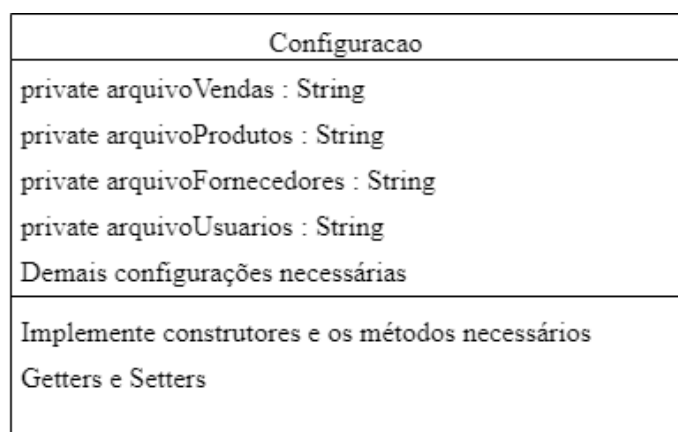 Configuracao
private arquivoVendas : String
private arquivoProdutos : String
private arquivoFornecedores : String
private arquivoUsuarios : String
Demais configurações necessárias
Implemente construtores e os métodos necessários
Getters e Setters